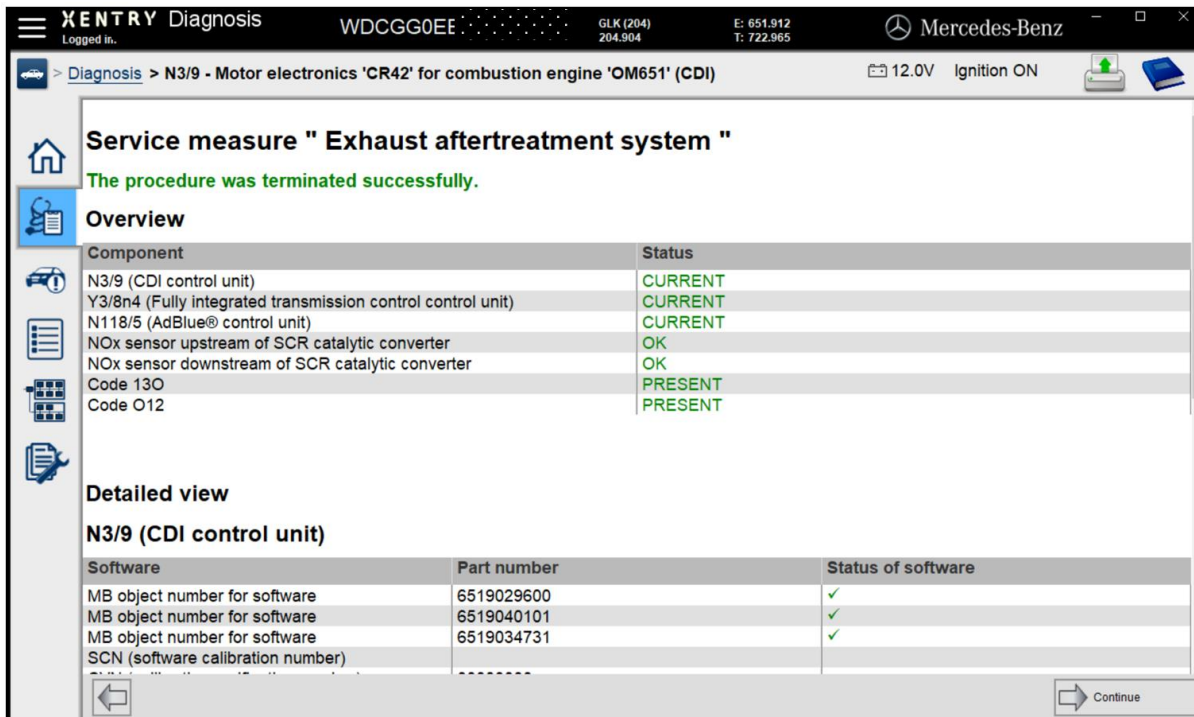 XENTRY Diagnosis
Logged in.
WDCGG0EE
GLK (204)
204.904
E: 651.912
T: 722.965
Mercedes-Benz
> Diagnosis > N3/9 - Motor electronics 'CR42' for combustion engine 'OM651' (CDI)
12.0V Ignition ON
Service measure " Exhaust aftertreatment system "
The procedure was terminated successfully.
Overview
Component Status
N3/9 (CDI control unit) CURRENT
Y3/8n4 (Fully integrated transmission control control unit) CURRENT
N118/5 (AdBlue® control unit) CURRENT
NOx sensor upstream of SCR catalytic converter OK
NOx sensor downstream of SCR catalytic converter OK
Code 13O PRESENT
Code O12 PRESENT
Detailed view
N3/9 (CDI control unit)
Software Part number Status of software
MB object number for software 6519029600 ✓
MB object number for software 6519040101 ✓
MB object number for software 6519034731 ✓
SCN (software calibration number)
Continue